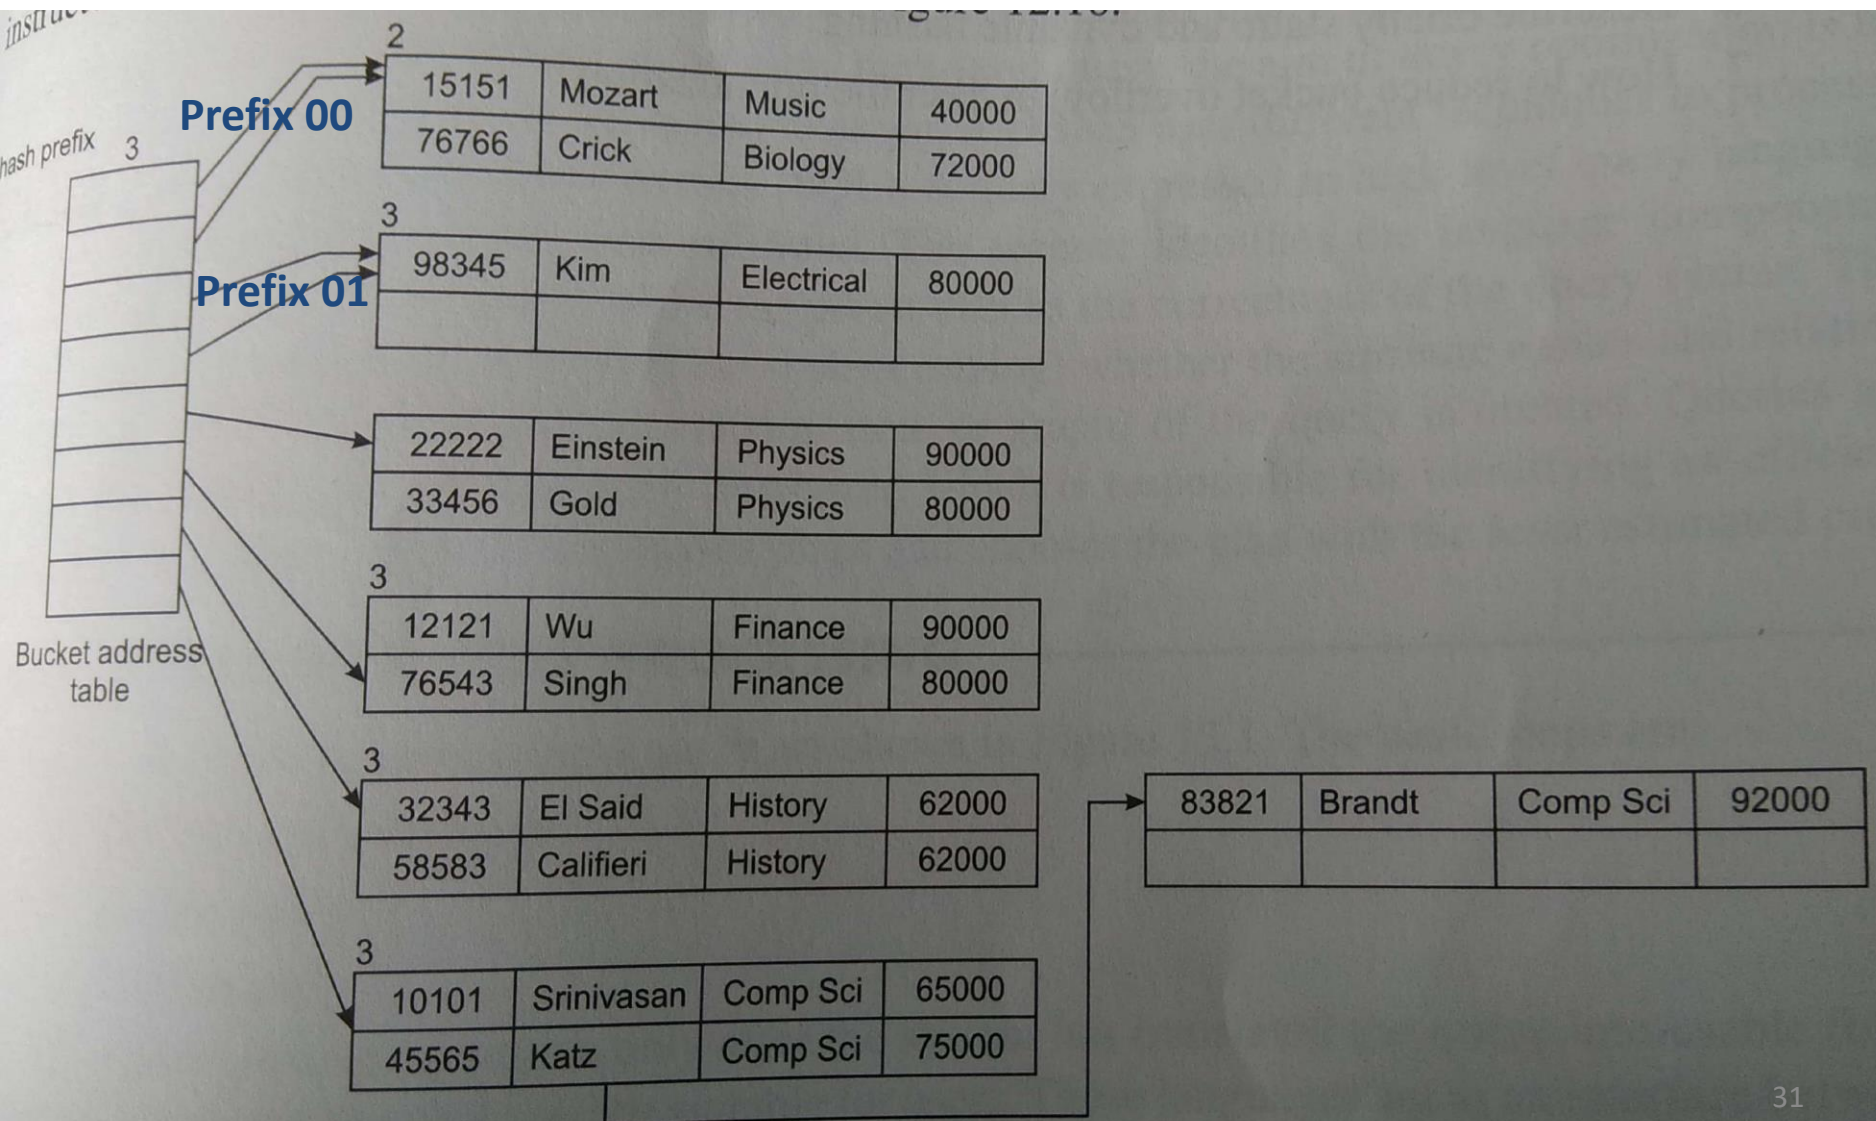 hash prefix
3
Prefix 00
Prefix 01
Bucket address
table
2
15151 Mozart Music 40000
76766 Crick Biology 72000
3
98345 Kim Electrical 80000
22222 Einstein Physics 90000
33456 Gold Physics 80000
3
12121 Wu Finance 90000
76543 Singh Finance 80000
3
32343 El Said History 62000
58583 Califieri History 62000
3
10101 Srinivasan Comp Sci 65000
45565 Katz Comp Sci 75000
83821 Brandt Comp Sci 92000
31